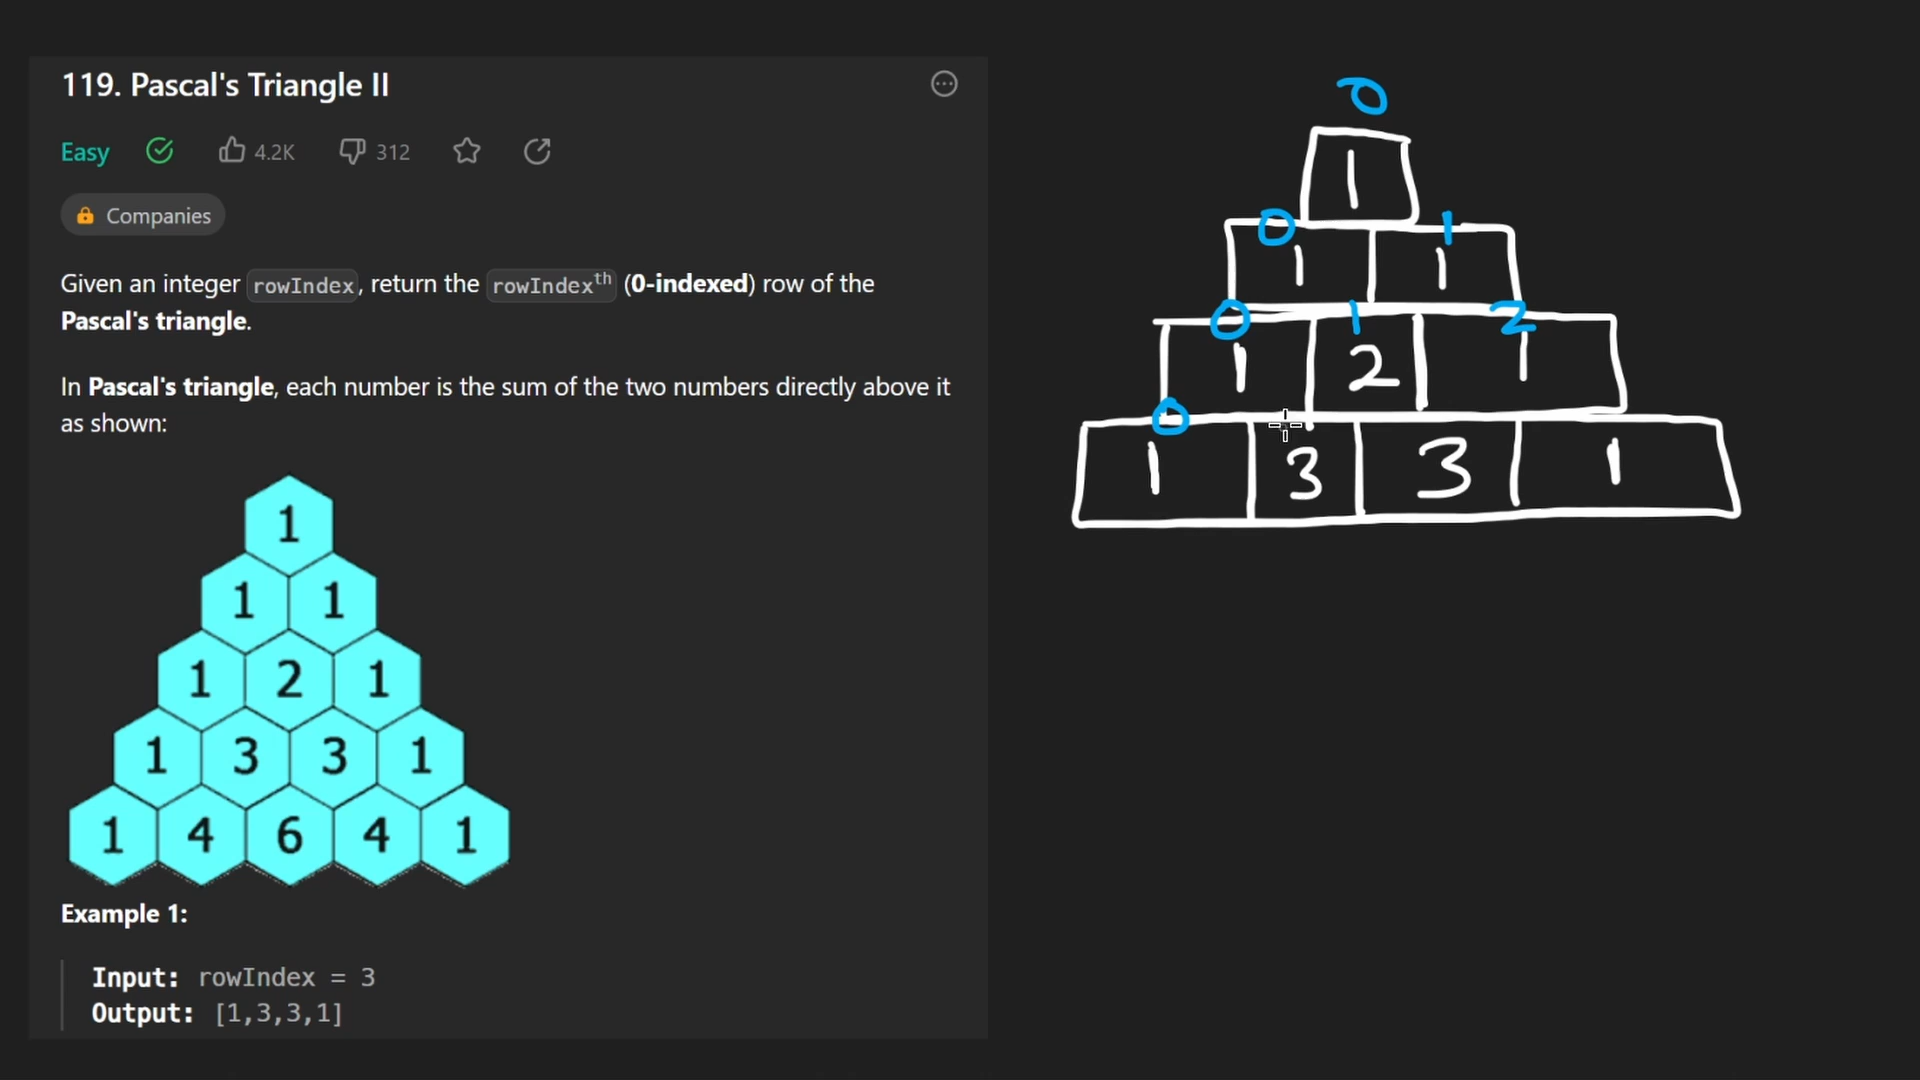 119. Pascal's Triangle II
Easy 4.2K 312
Companies
Given an integer rowIndex, return the rowIndexth (0-indexed) row of the
Pascal's triangle.
In Pascal's triangle, each number is the sum of the two numbers directly above it
as shown:
1
1 1
1 2 1
1 3 3 1
1 4 6 4 1
Example 1:
Input: rowIndex = 3
Output: [1,3,3,1]
0
1
0 1
1 1
0 1 2
1 2 1
0
1 3 3 1